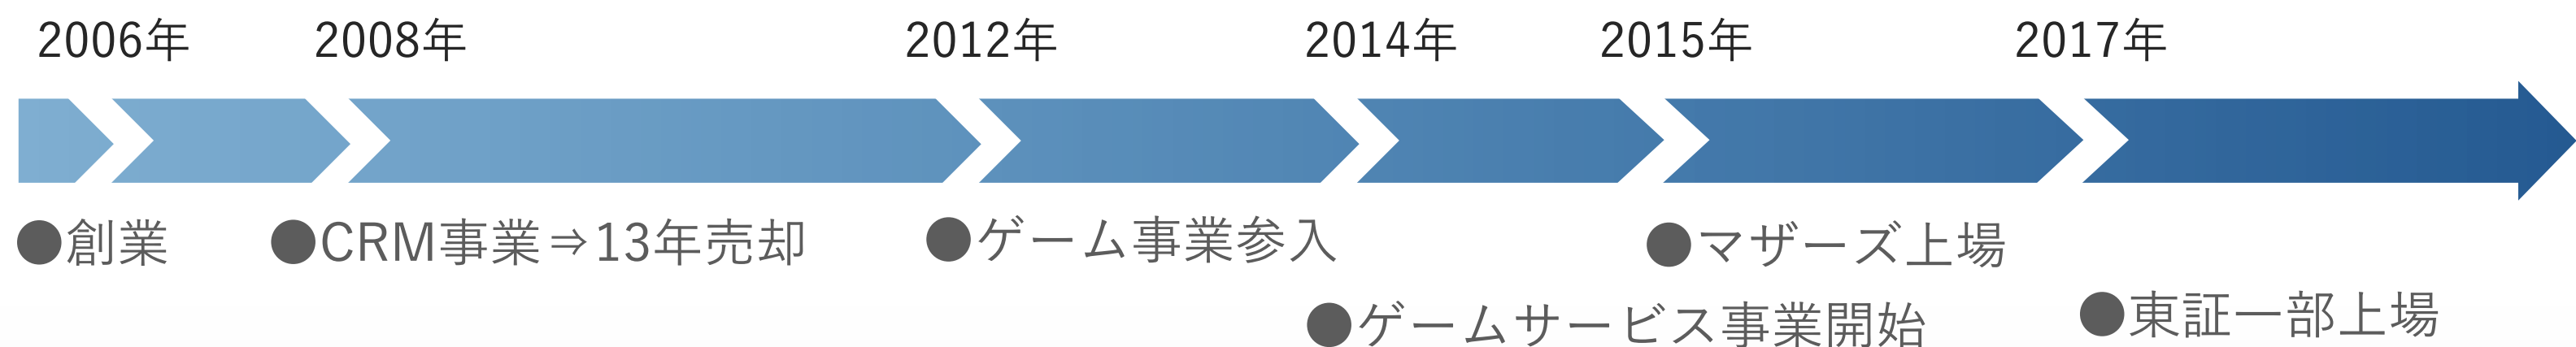 2006年 2008年 2012年 2014年 2015年 2017年
●創業 ●CRM事業⇒13年売却 ●ゲーム事業参入 ●マザーズ上場
●ゲームサービス事業開始 ●東証一部上場